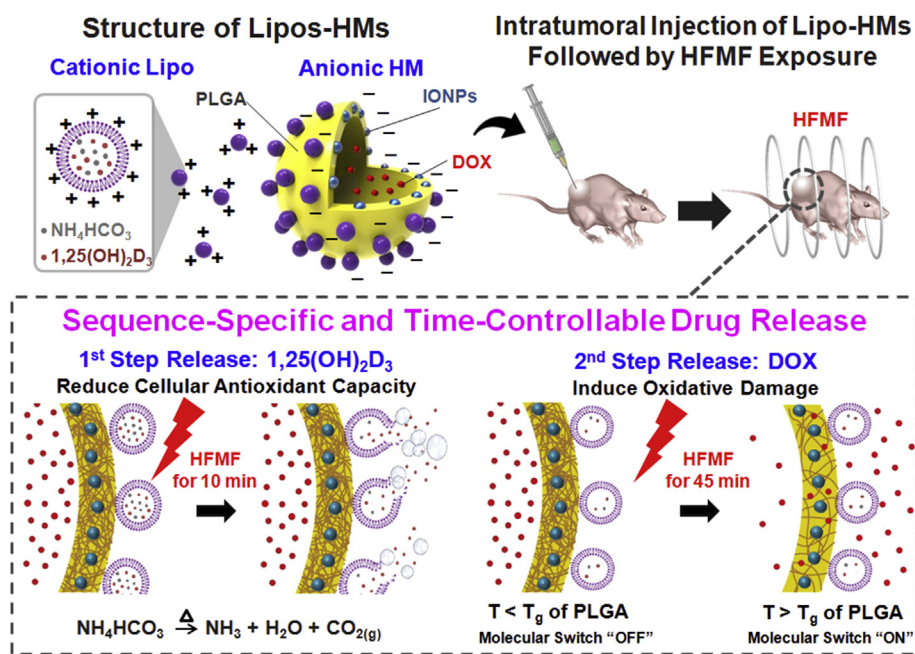 Structure of Lipos-HMs
Cationic Lipo
Anionic HM
PLGA
IONPs
DOX
NH₄HCO₃
1,25(OH)₂D₃
Intratumoral Injection of Lipo-HMs
Followed by HFMF Exposure
HFMF
Sequence-Specific and Time-Controllable Drug Release
1st Step Release: 1,25(OH)₂D₃
Reduce Cellular Antioxidant Capacity
HFMF
for 10 min
NH₄HCO₃ →^Δ NH₃ + H₂O + CO₂(g)
2nd Step Release: DOX
Induce Oxidative Damage
HFMF
for 45 min
T < Tg of PLGA
Molecular Switch “OFF”
T > Tg of PLGA
Molecular Switch “ON”